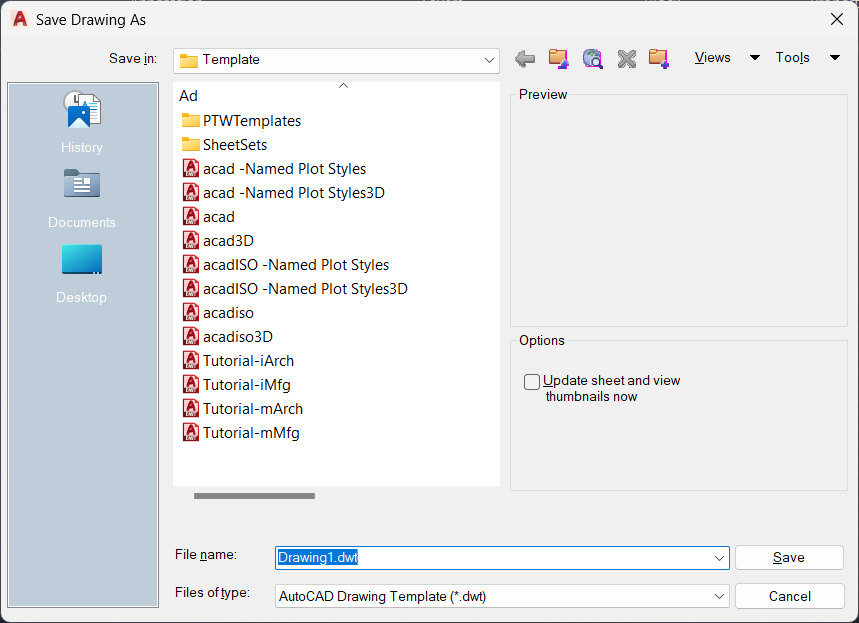 Save Drawing As
Save in:
Template
Views
Tools
History
Documents
Desktop
Ad
PTWTemplates
SheetSets
acad -Named Plot Styles
acad -Named Plot Styles3D
acad
acad3D
acadISO -Named Plot Styles
acadISO -Named Plot Styles3D
acadiso
acadiso3D
Tutorial-iArch
Tutorial-iMfg
Tutorial-mArch
Tutorial-mMfg
Preview
Options
Update sheet and view
thumbnails now
File name:
Drawing1.dwt
Save
Files of type:
AutoCAD Drawing Template (*.dwt)
Cancel